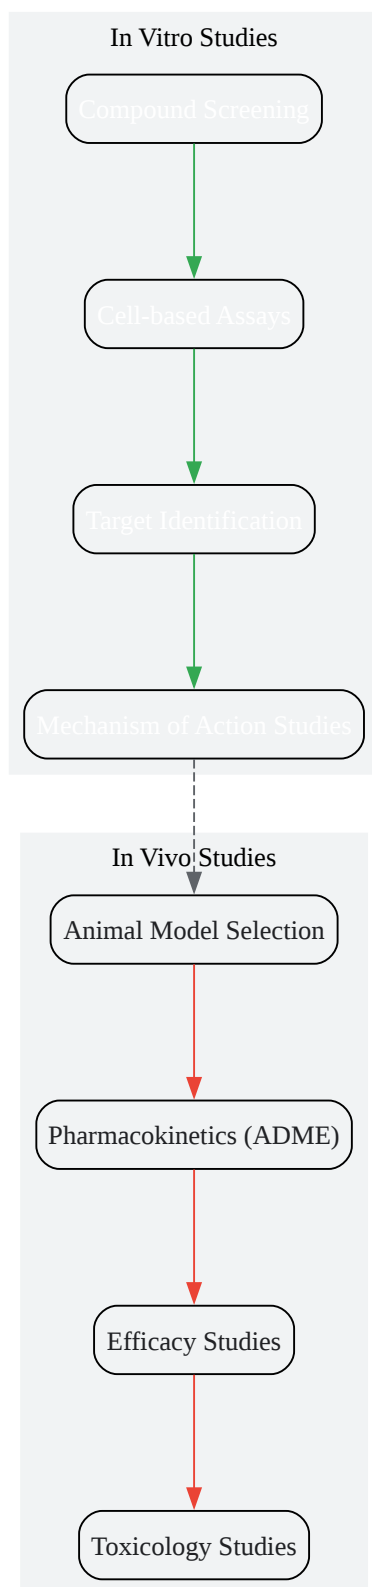 In Vitro Studies
Compound Screening
Cell-based Assays
Target Identification
Mechanism of Action Studies
In Vivo Studies
Animal Model Selection
Pharmacokinetics (ADME)
Efficacy Studies
Toxicology Studies